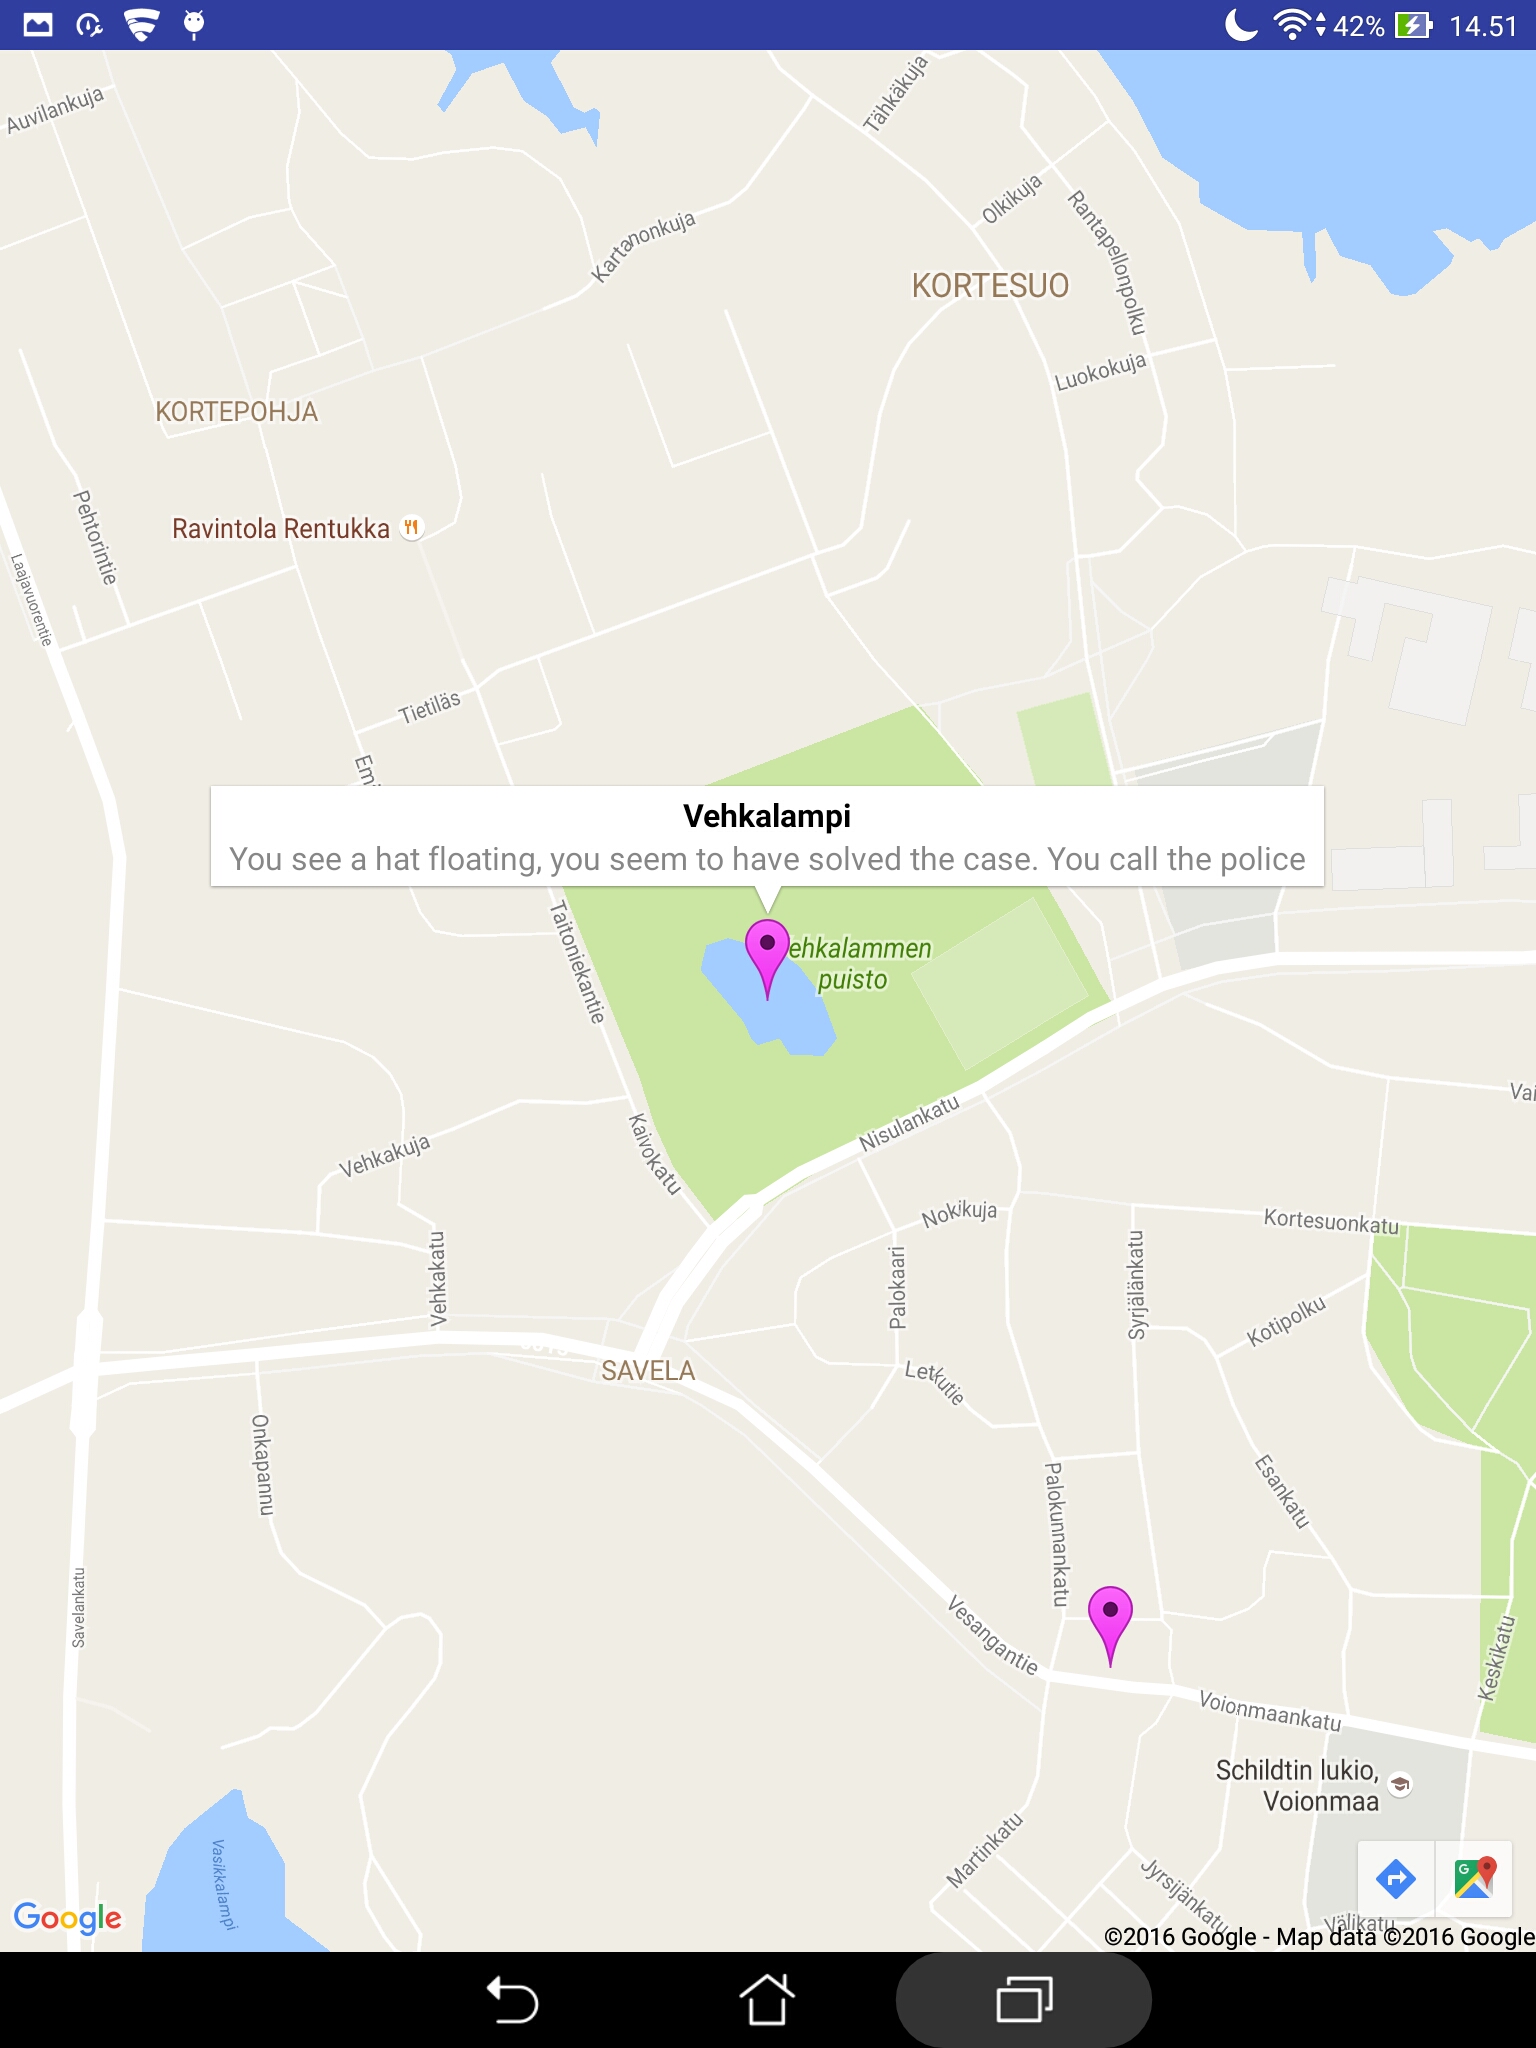 42% 14.51
Auvilankuja
Tähkäkuja
Olkikuja
Kartanonkuja
Rantapellonpolku
KORTESUO
Luokokuja
KORTEPOHJA
Pehtorintie
Ravintola Rentukka
Laajavuorentie
Tietiläs
Vehkalampi
You see a hat floating, you seem to have solved the case. You call the police
Taitoniekantie
ehkalammen
puisto
Nisulankatu
Kaivokatu
Vehkakuja
Nokikuja
Kortesuonkatu
Vehkakatu
Palokaari
Syrjälänkatu
Kotipolku
SAVELA
Letkutie
Onkapannu
Palokunnankatu
Esankatu
Savelankatu
Vesangantie
Keskikatu
Voionmaankatu
Schildtin lukio,
Voionmaa
Martinkatu
Jyrsijänkatu
Vasikkalampi
Välikatu
Google
©2016 Google - Map data ©2016 Google